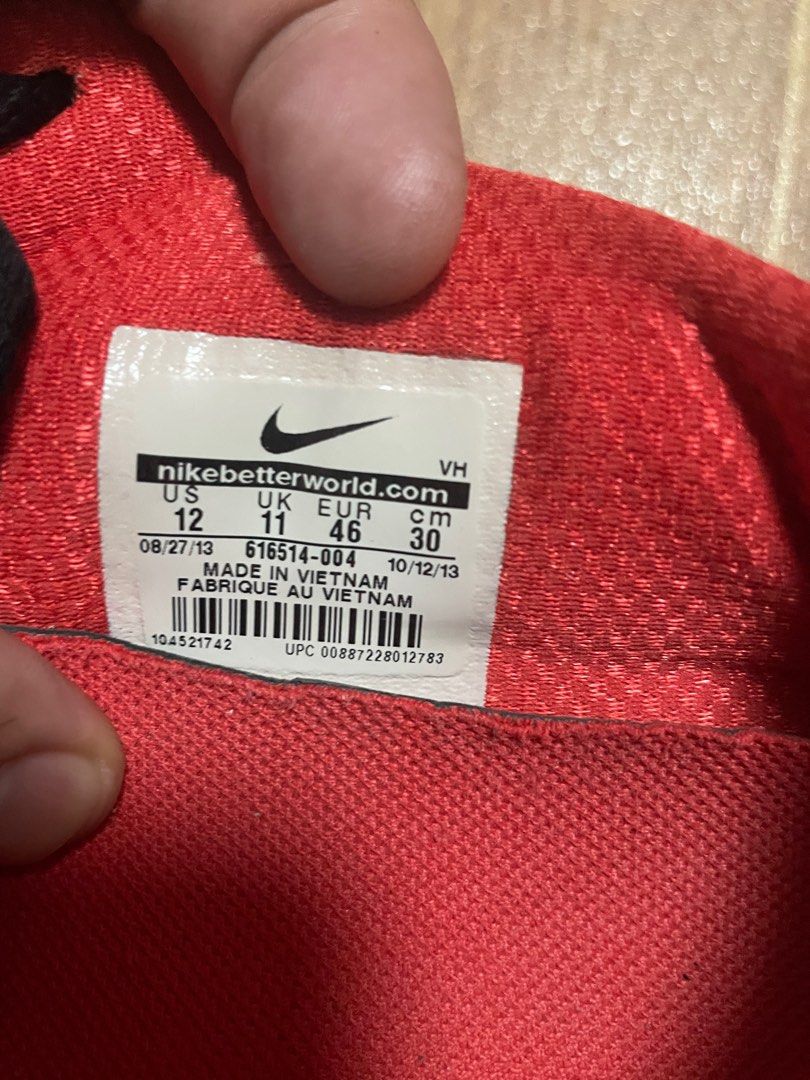 VH
nikebetterworld.com
US UK EUR cm
12 11 46 30
08/27/13 616514-004 10/12/13
MADE IN VIETNAM
FABRIQUE AU VIETNAM
104521742 UPC 00887228012783